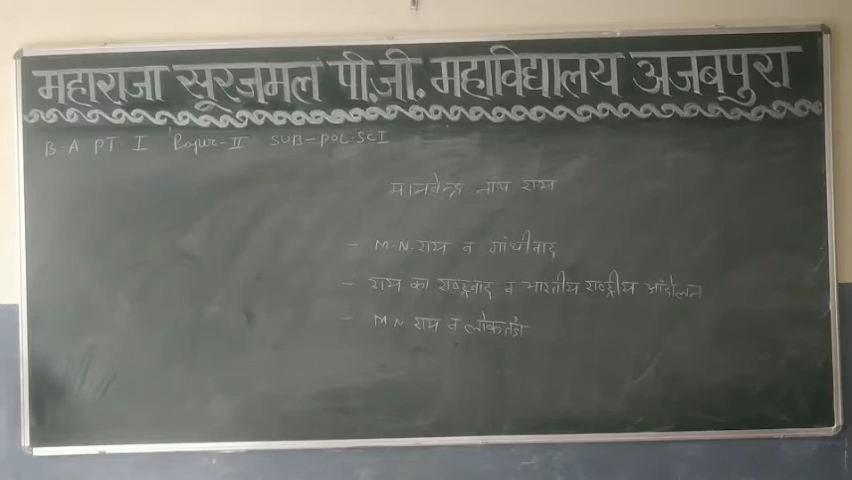 महाराजा सूरजमल पी.जी. महाविद्यालय अजबपुरा
B.A PT I Paper-II SUB-POL.SCI
मानवेन्द्र नाथ राय
- M.N. राय व गांधीवाद
- राय का राष्ट्रवाद व भारतीय राष्ट्रीय आंदोलन
- M.N राय व लोकतंत्र